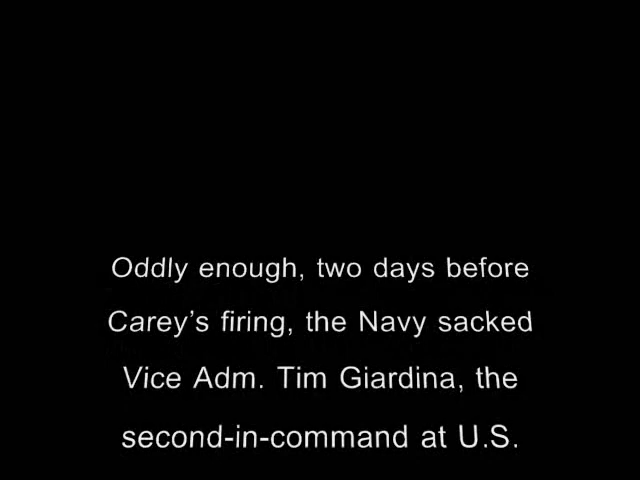 Oddly enough, two days before
Carey’s firing, the Navy sacked
Vice Adm. Tim Giardina, the
second-in-command at U.S.